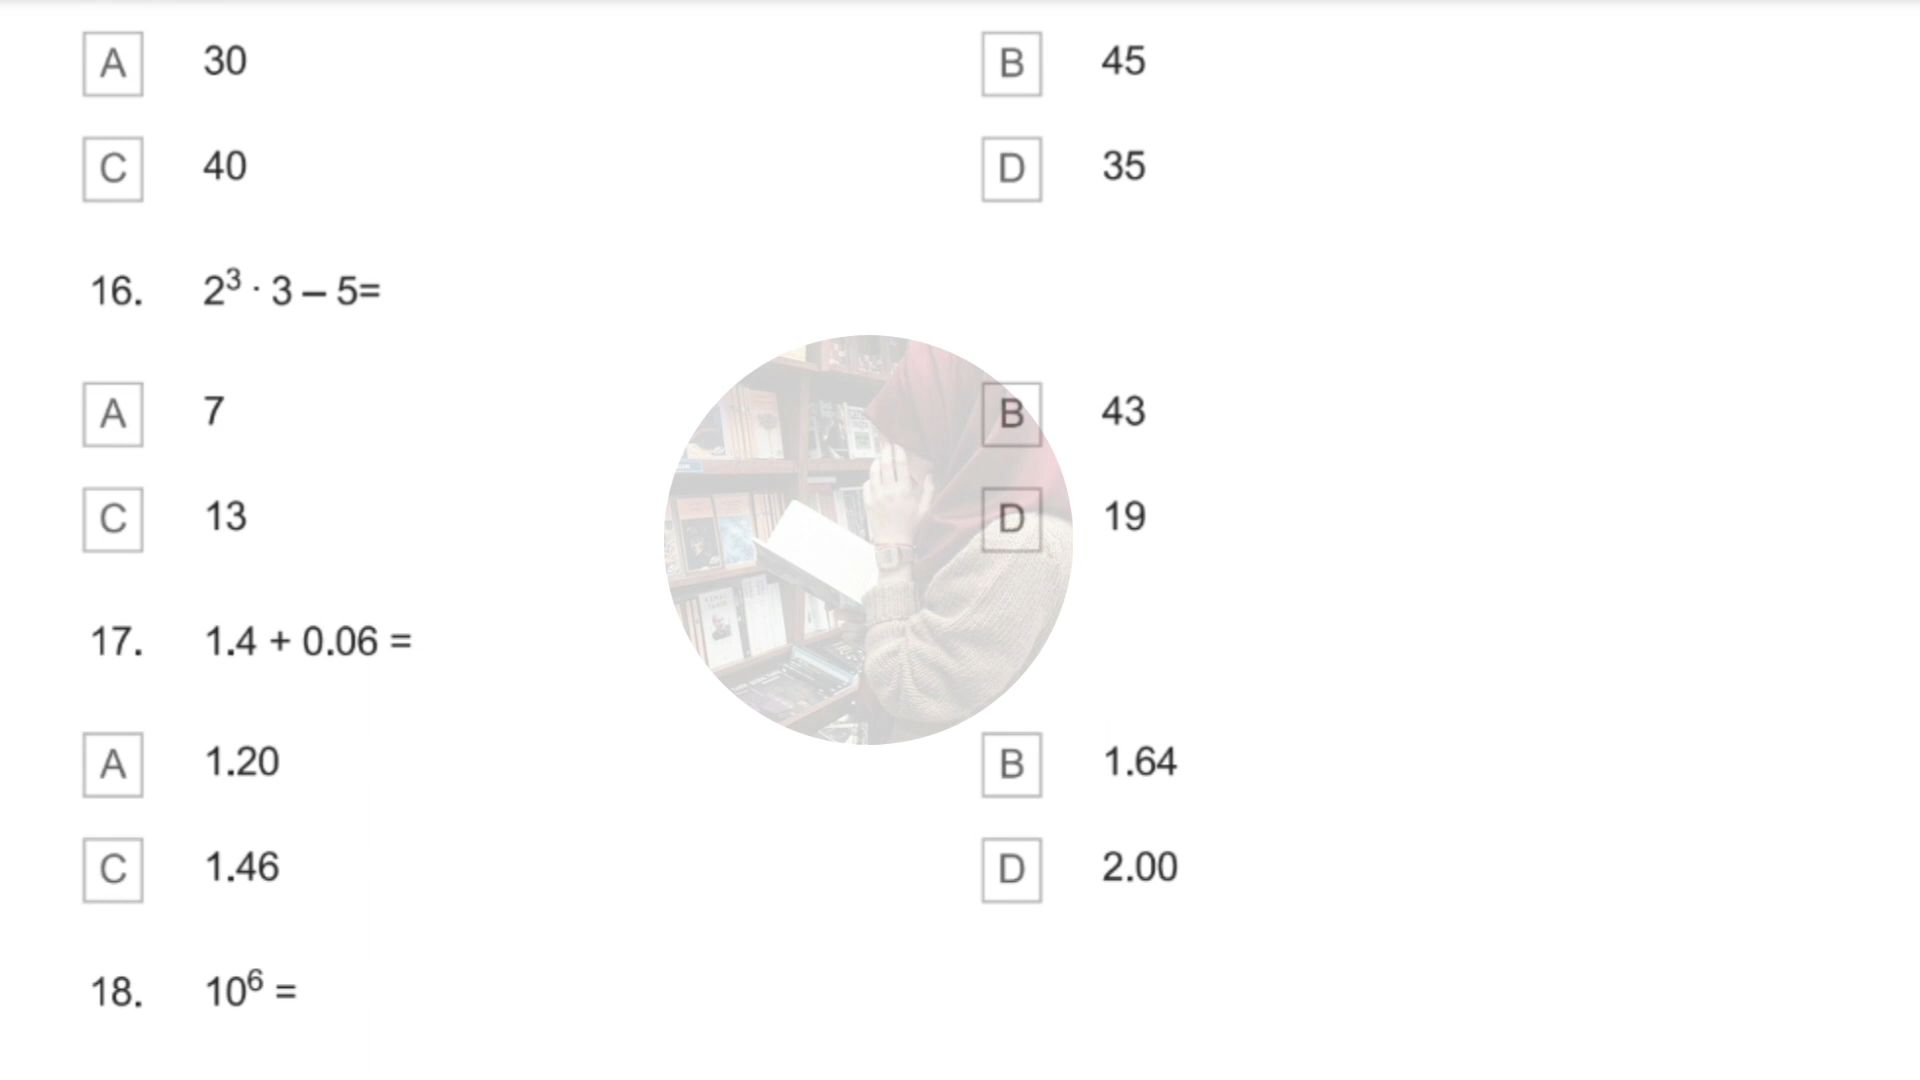 A 30 B 45
C 40 D 35
16. 2³ · 3 – 5=
A 7 B 43
C 13 D 19
17. 1.4 + 0.06 =
A 1.20 B 1.64
C 1.46 D 2.00
18. 10⁶ =